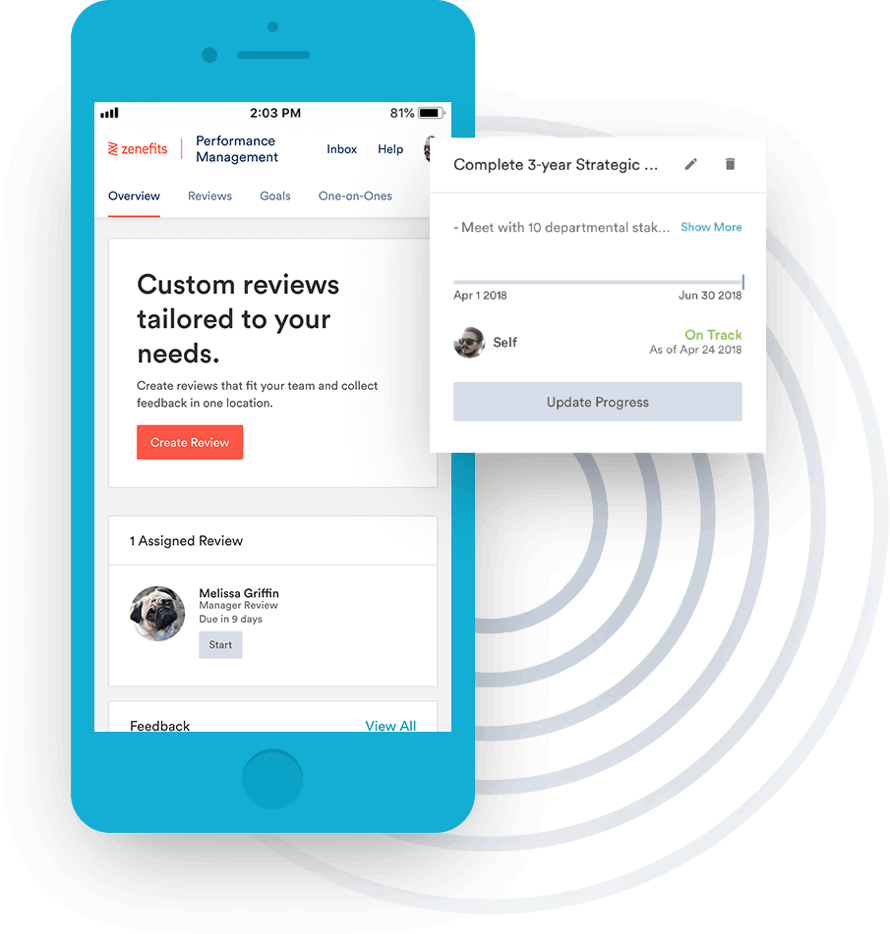 2:03 PM
81%
zenefits
Performance
Management
Inbox
Help
Overview
Reviews
Goals
One-on-Ones
Custom reviews
tailored to your
needs.
Create reviews that fit your team and collect
feedback in one location.
Create Review
1 Assigned Review
Melissa Griffin
Manager Review
Due in 9 days
Start
Feedback
View All
Complete 3-year Strategic ...
- Meet with 10 departmental stak...
Show More
Apr 1 2018
Jun 30 2018
Self
On Track
As of Apr 24 2018
Update Progress